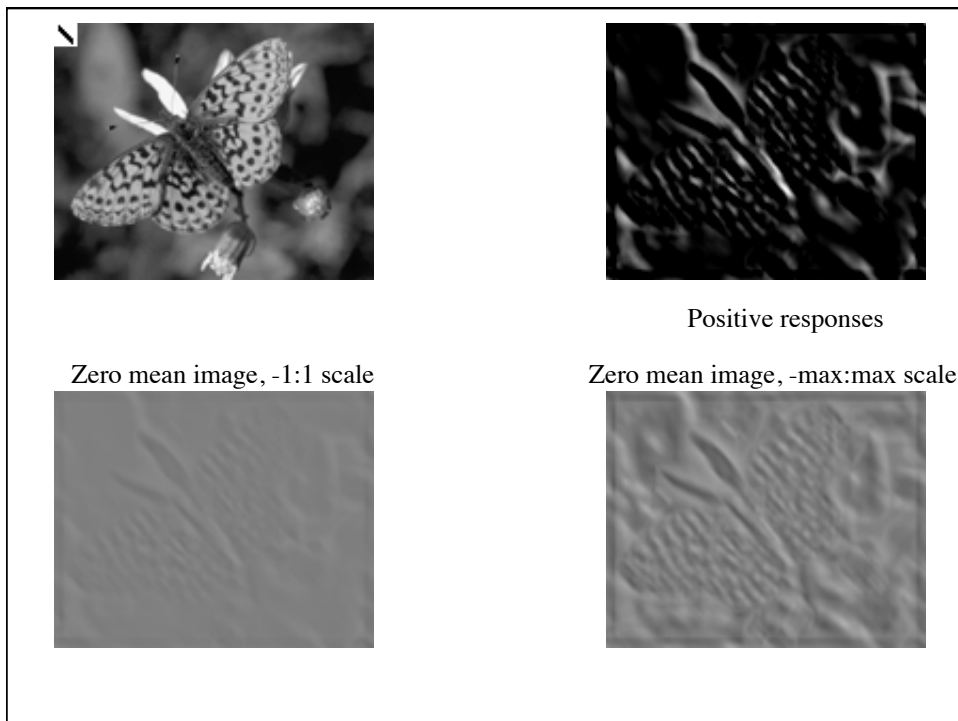 Positive responses
Zero mean image, -1:1 scale
Zero mean image, -max:max scale